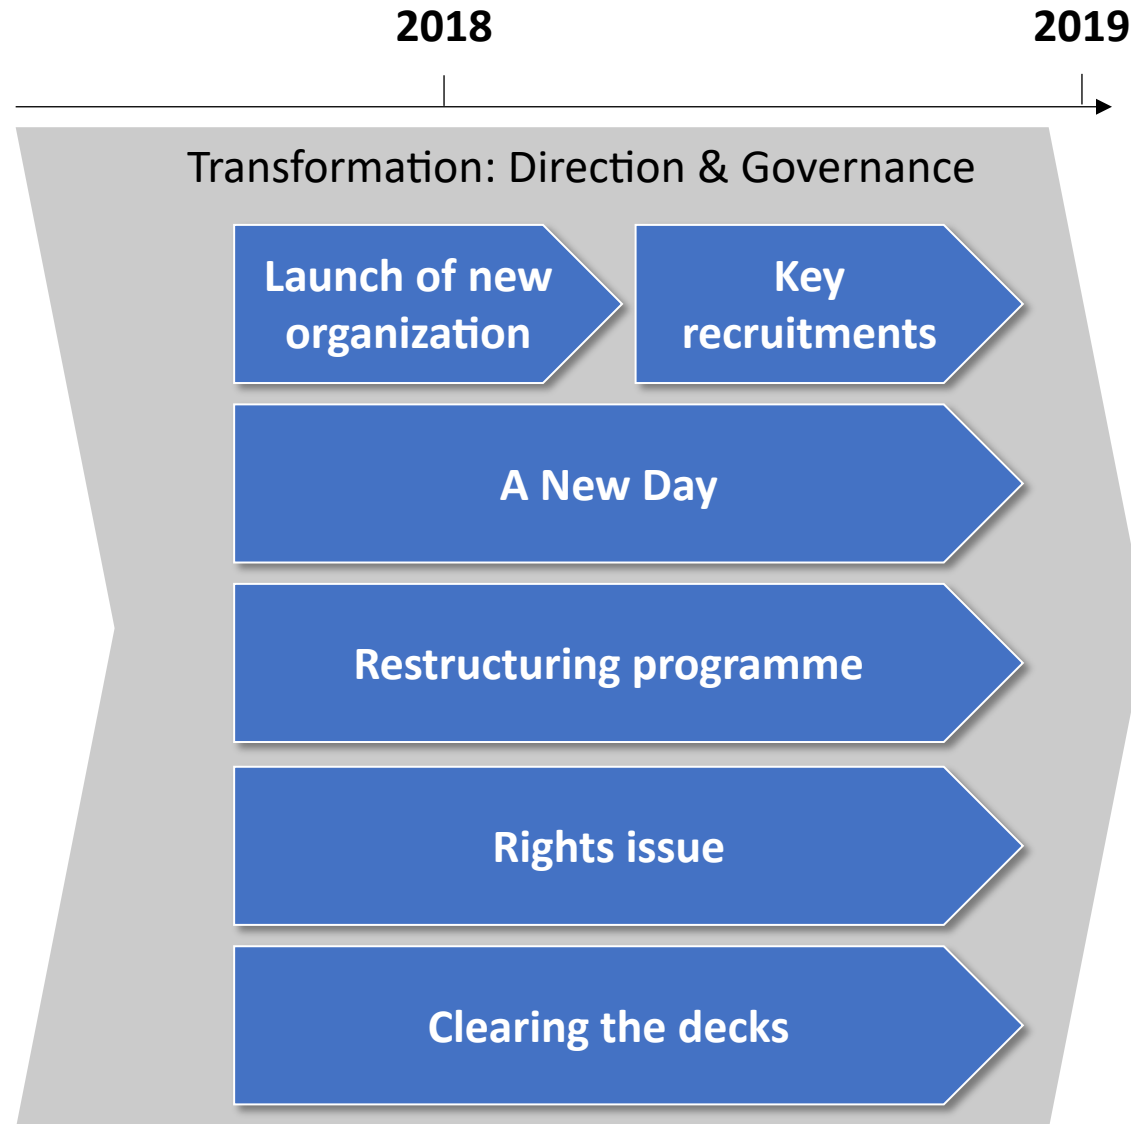 2018 2019
Transformation: Direction & Governance
Launch of new
organization
Key
recruitments
A New Day
Restructuring programme
Rights issue
Clearing the decks